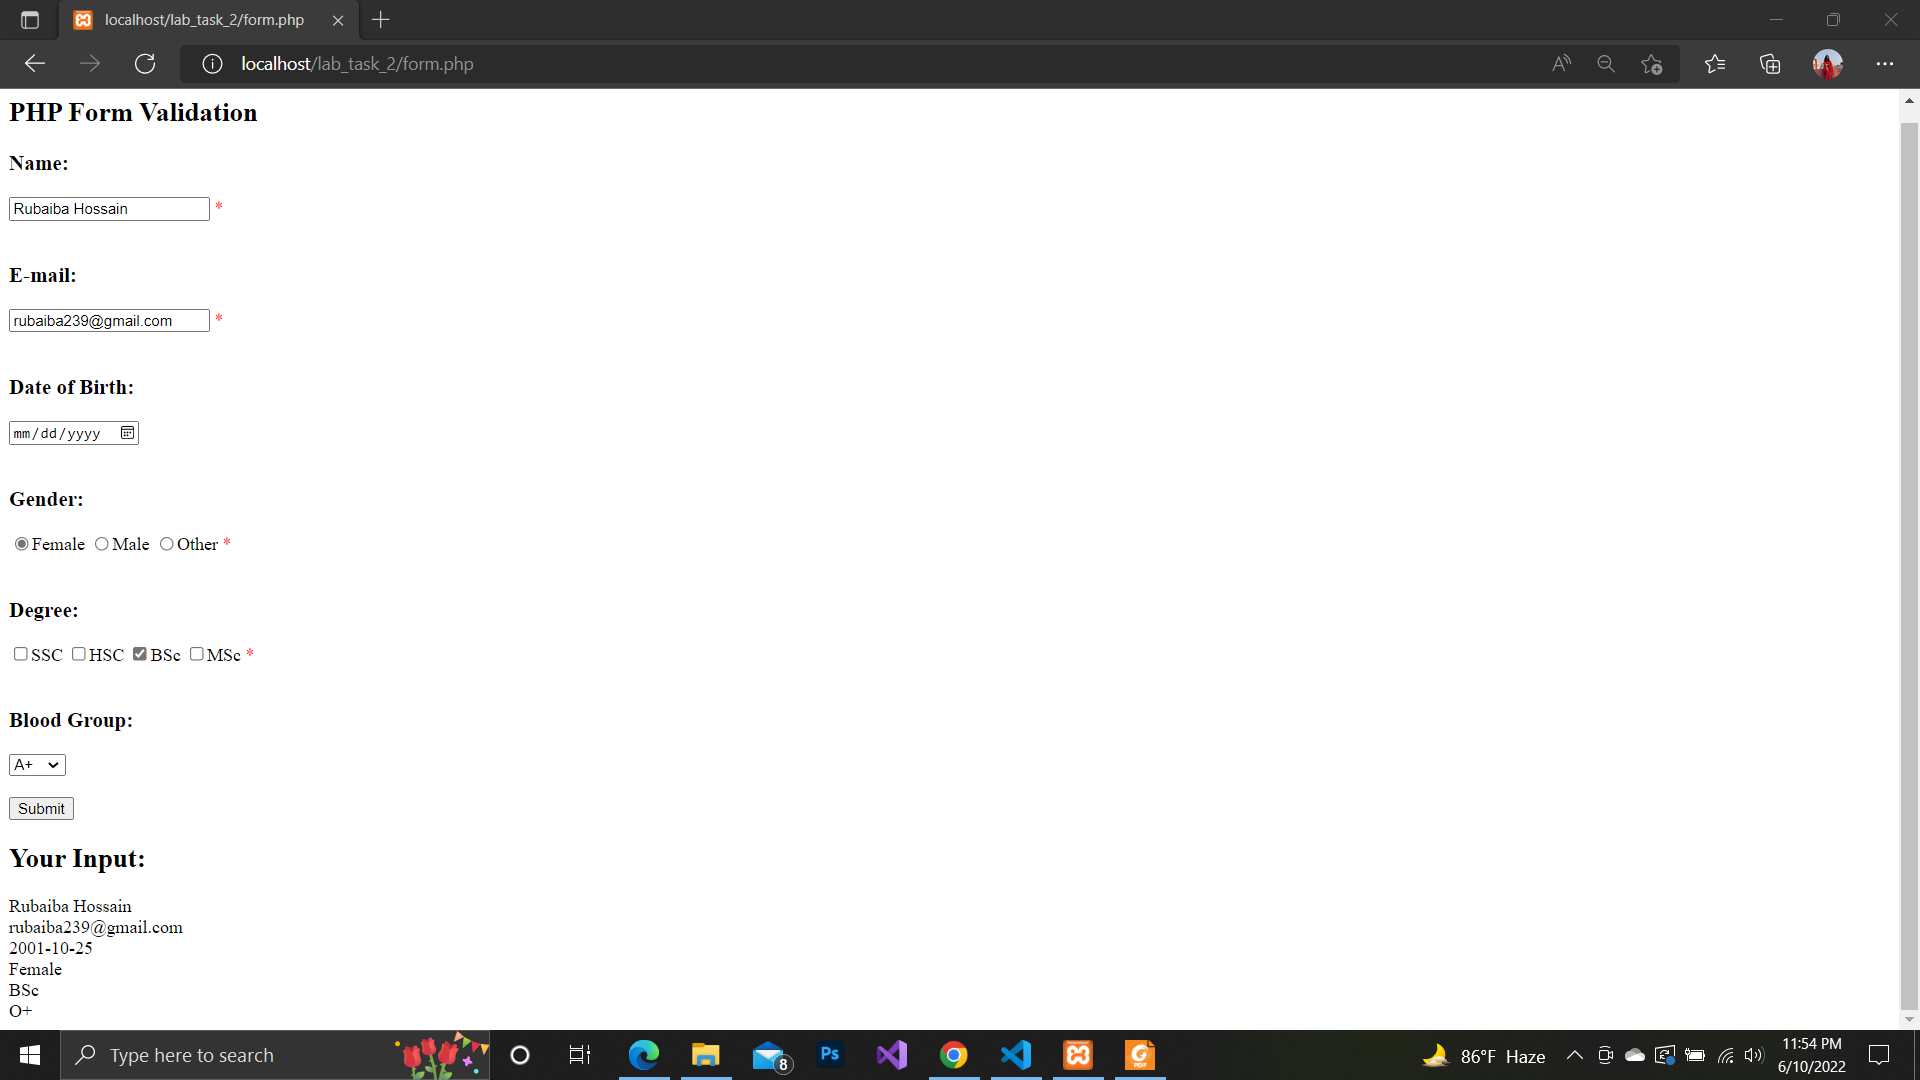 localhost/lab_task_2/form.php
localhost/lab_task_2/form.php
PHP Form Validation
Name:
Rubaiba Hossain *
E-mail:
rubaiba239@gmail.com *
Date of Birth:
mm/dd/yyyy
Gender:
Female Male Other *
Degree:
SSC HSC BSc MSc *
Blood Group:
A+
Submit
Your Input:
Rubaiba Hossain
rubaiba239@gmail.com
2001-10-25
Female
BSc
O+
Type here to search
8
Ps
PDF
86°F Haze
11:54 PM
6/10/2022